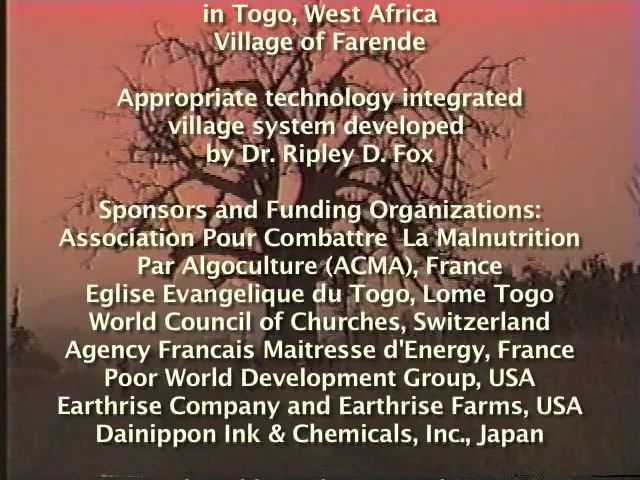 in Togo, West Africa
Village of Farende
Appropriate technology integrated
village system developed
by Dr. Ripley D. Fox
Sponsors and Funding Organizations:
Association Pour Combattre La Malnutrition
Par Algoculture (ACMA), France
Eglise Evangelique du Togo, Lome Togo
World Council of Churches, Switzerland
Agency Francais Maitresse d'Energy, France
Poor World Development Group, USA
Earthrise Company and Earthrise Farms, USA
Dainippon Ink & Chemicals, Inc., Japan